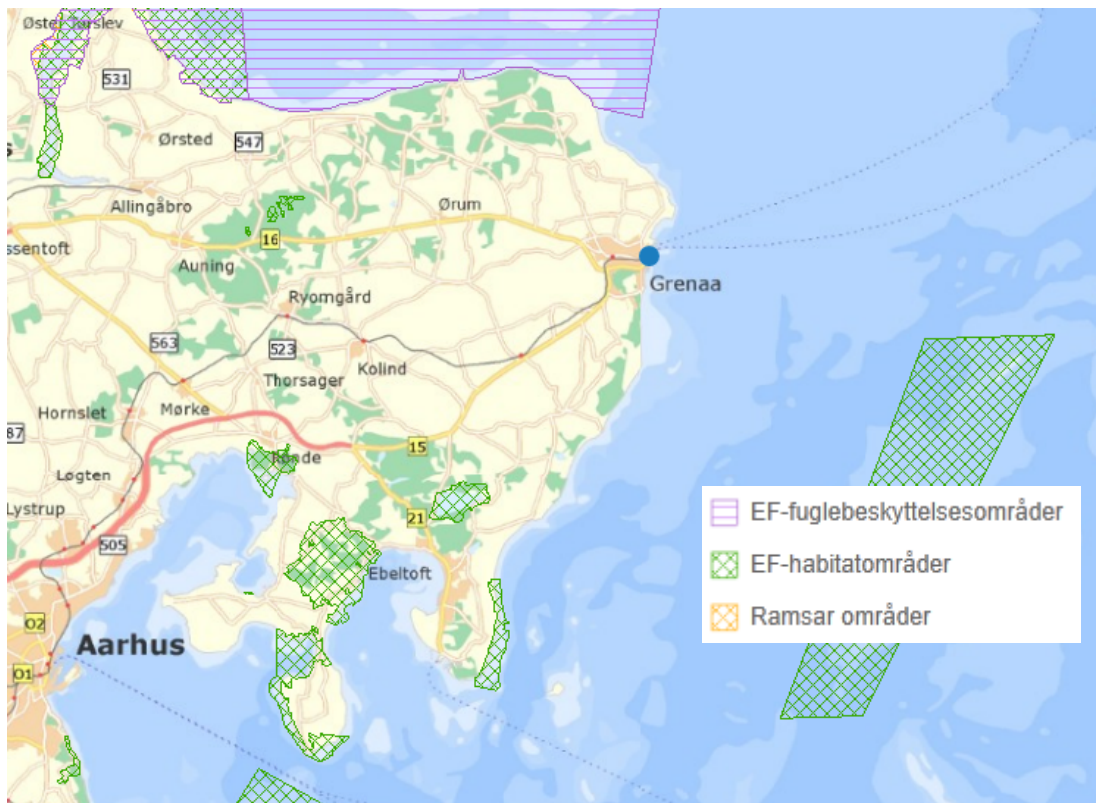 Øster Tørslev
531
Ørsted
547
s
Allingåbro
Ørum
16
ssentoft
Auning
Grenaa
Ryomgård
563
523
Kolind
Thorsager
Hornslet
Mørke
87
15
Rønde
Løgten
21
Lystrup
505
Ebeltoft
O2
Aarhus
O1
EF-fuglebeskyttelsesområder
EF-habitatområder
Ramsar områder